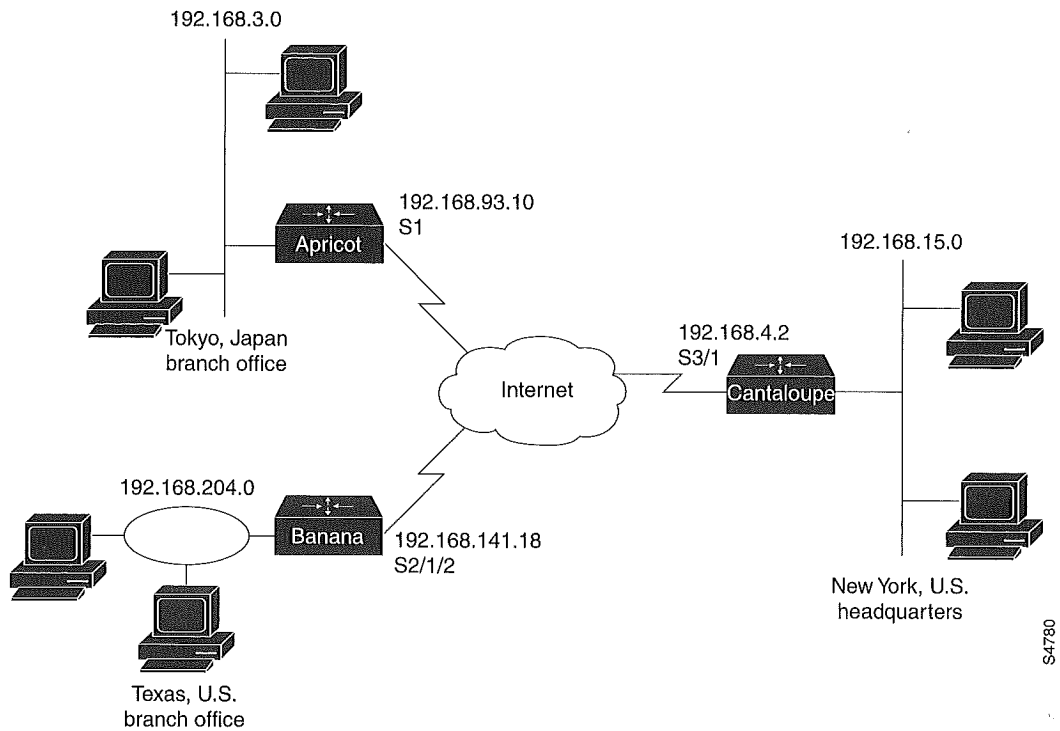 192.168.3.0
192.168.93.10
S1
Apricot
Tokyo, Japan
branch office
192.168.15.0
192.168.4.2
S3/1
Internet
Cantaloupe
192.168.204.0
Banana
192.168.141.18
S2/1/2
New York, U.S.
headquarters
Texas, U.S.
branch office
S4780